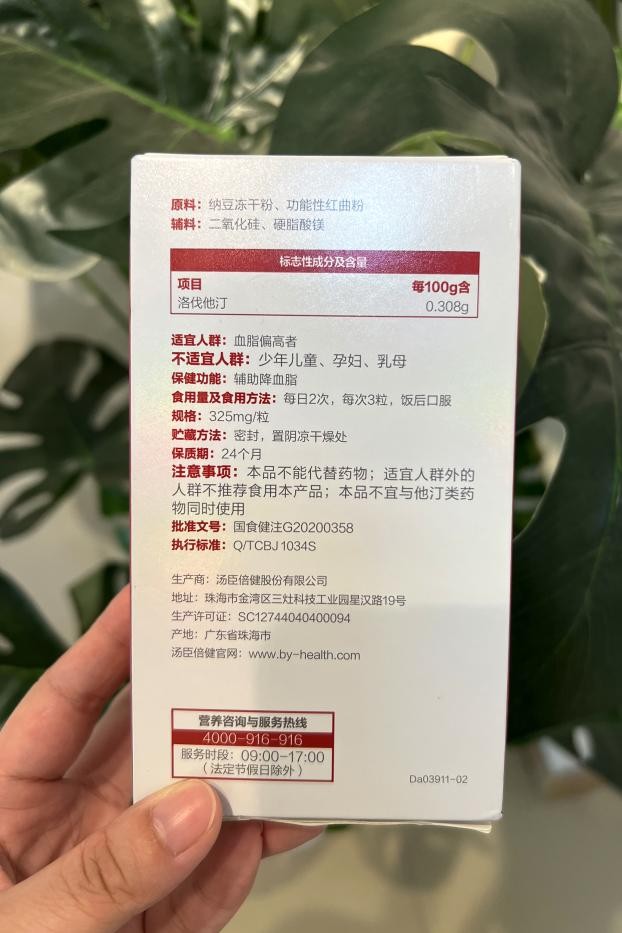 原料：纳豆冻干粉、功能性红曲粉
辅料：二氧化硅、硬脂酸镁
标志性成分及含量
项目 每100g含
洛伐他汀 0.308g
适宜人群：血脂偏高者
不适宜人群：少年儿童、孕妇、乳母
保健功能：辅助降血脂
食用量及食用方法：每日2次，每次3粒，饭后口服
规格：325mg/粒
贮藏方法：密封，置阴凉干燥处
保质期：24个月
注意事项：本品不能代替药物；适宜人群外的
人群不推荐食用本产品；本品不宜与他汀类药
物同时使用
批准文号：国食健注G20200358
执行标准：Q/TCBJ 1034S
生产商：汤臣倍健股份有限公司
地址：珠海市金湾区三灶科技工业园星汉路19号
生产许可证：SC12744040400094
产地：广东省珠海市
汤臣倍健官网：www.by-health.com
营养咨询与服务热线
4000-916-916
服务时段：09:00-17:00
（法定节假日除外）
Da03911-02